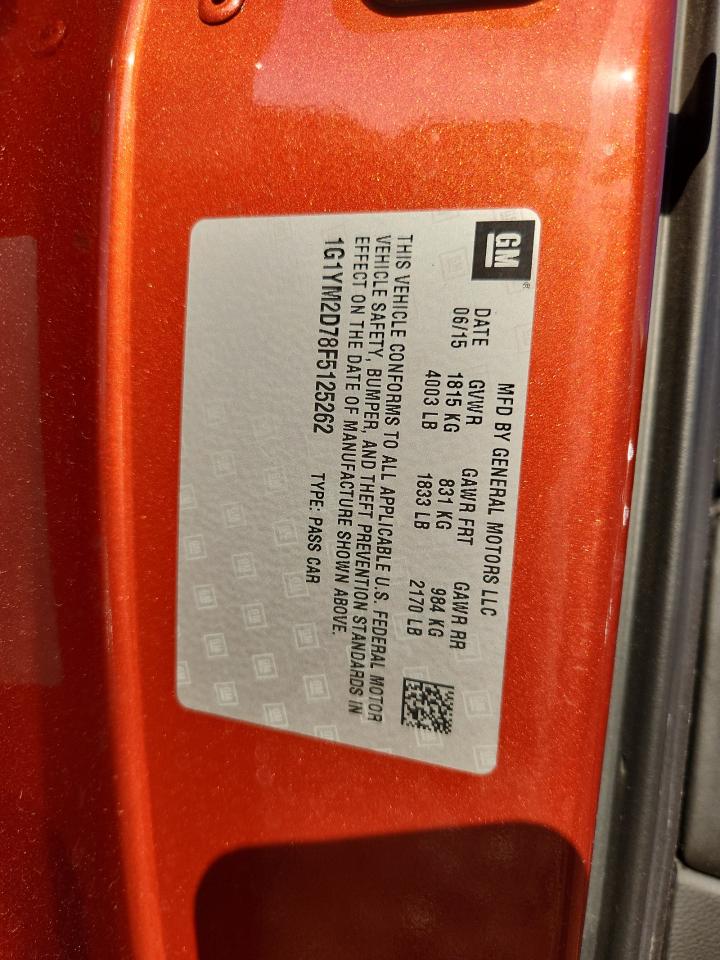 GM®
MFD BY GENERAL MOTORS LLC
DATE GVWR GAWR FRT GAWR RR
06/15 1815 KG 831 KG 984 KG
4003 LB 1833 LB 2170 LB
THIS VEHICLE CONFORMS TO ALL APPLICABLE U.S. FEDERAL MOTOR
VEHICLE SAFETY, BUMPER, AND THEFT PREVENTION STANDARDS IN
EFFECT ON THE DATE OF MANUFACTURE SHOWN ABOVE.
1G1YM2D78F5125262 TYPE: PASS CAR